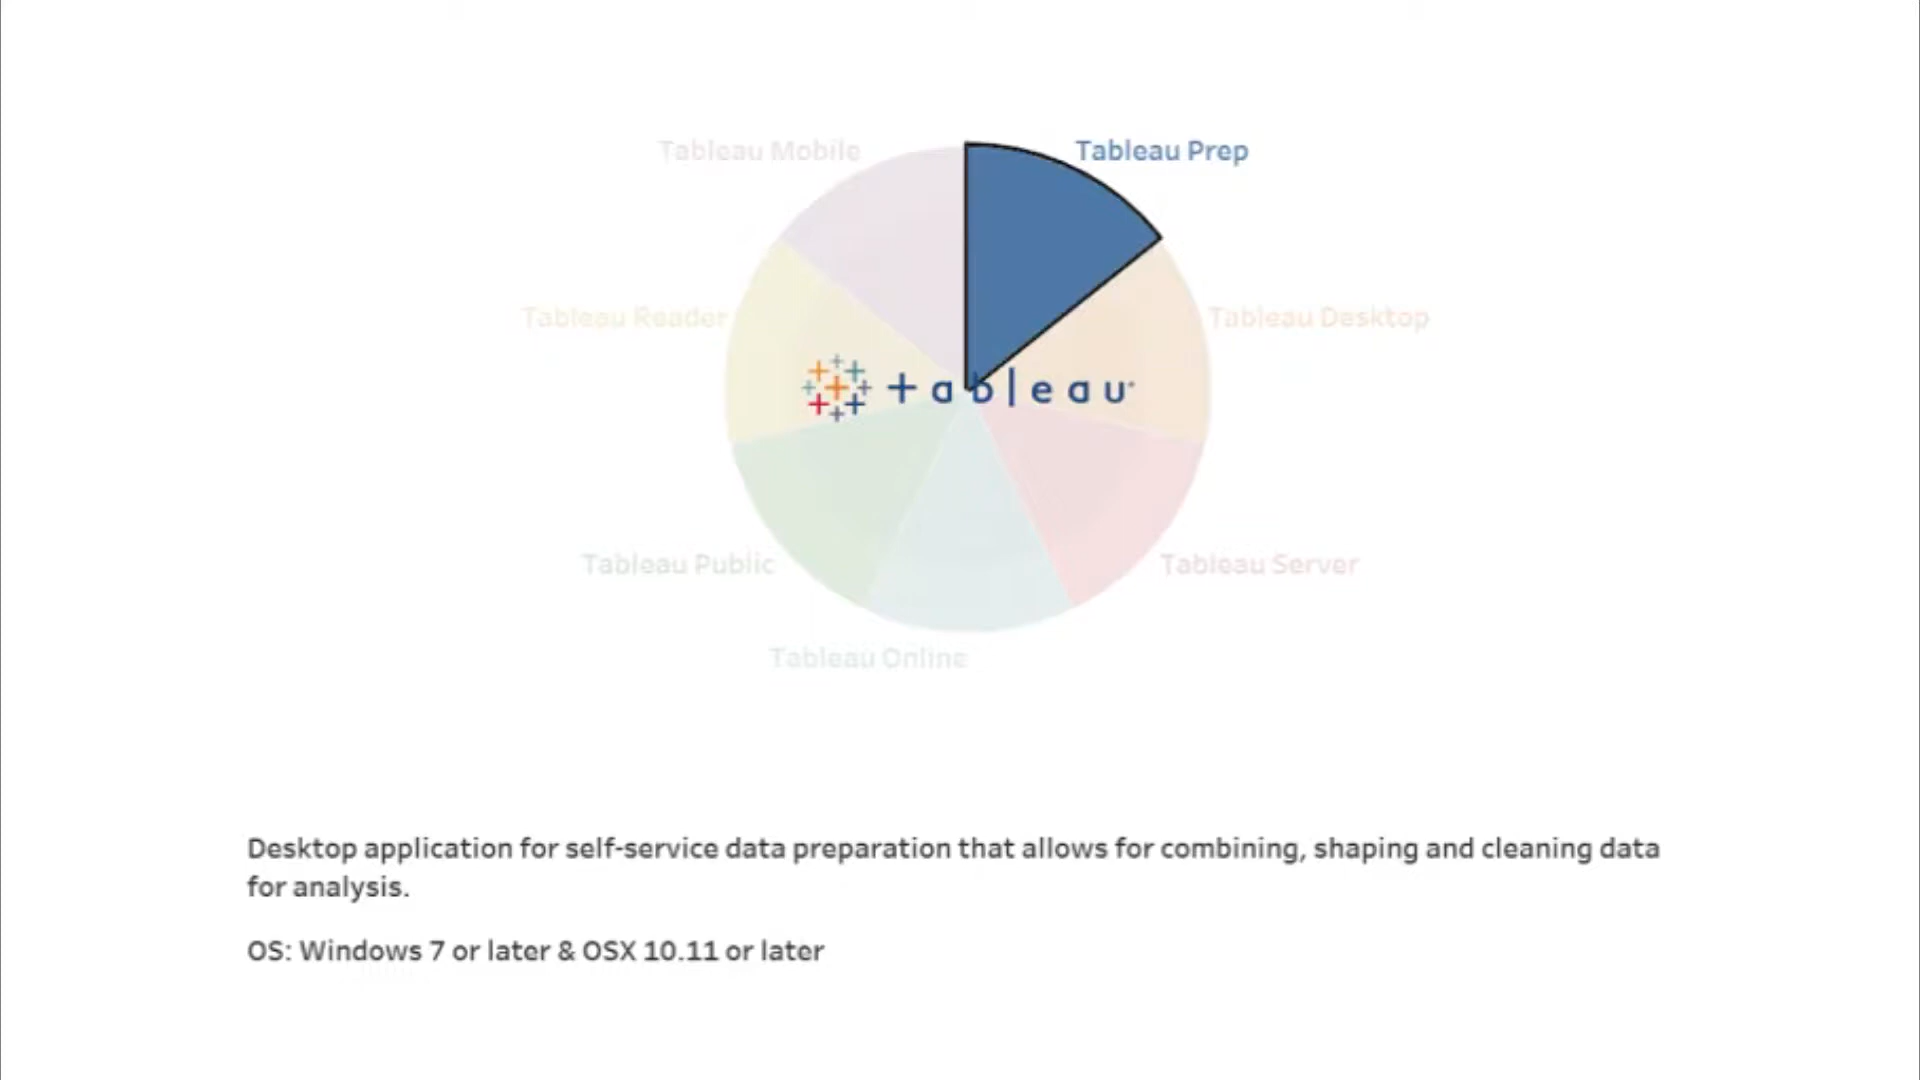 Tableau Mobile
Tableau Prep
Tableau Reader
Tableau Desktop
+ableau
Tableau Public
Tableau Server
Tableau Online
Desktop application for self-service data preparation that allows for combining, shaping and cleaning data
for analysis.
OS: Windows 7 or later & OSX 10.11 or later